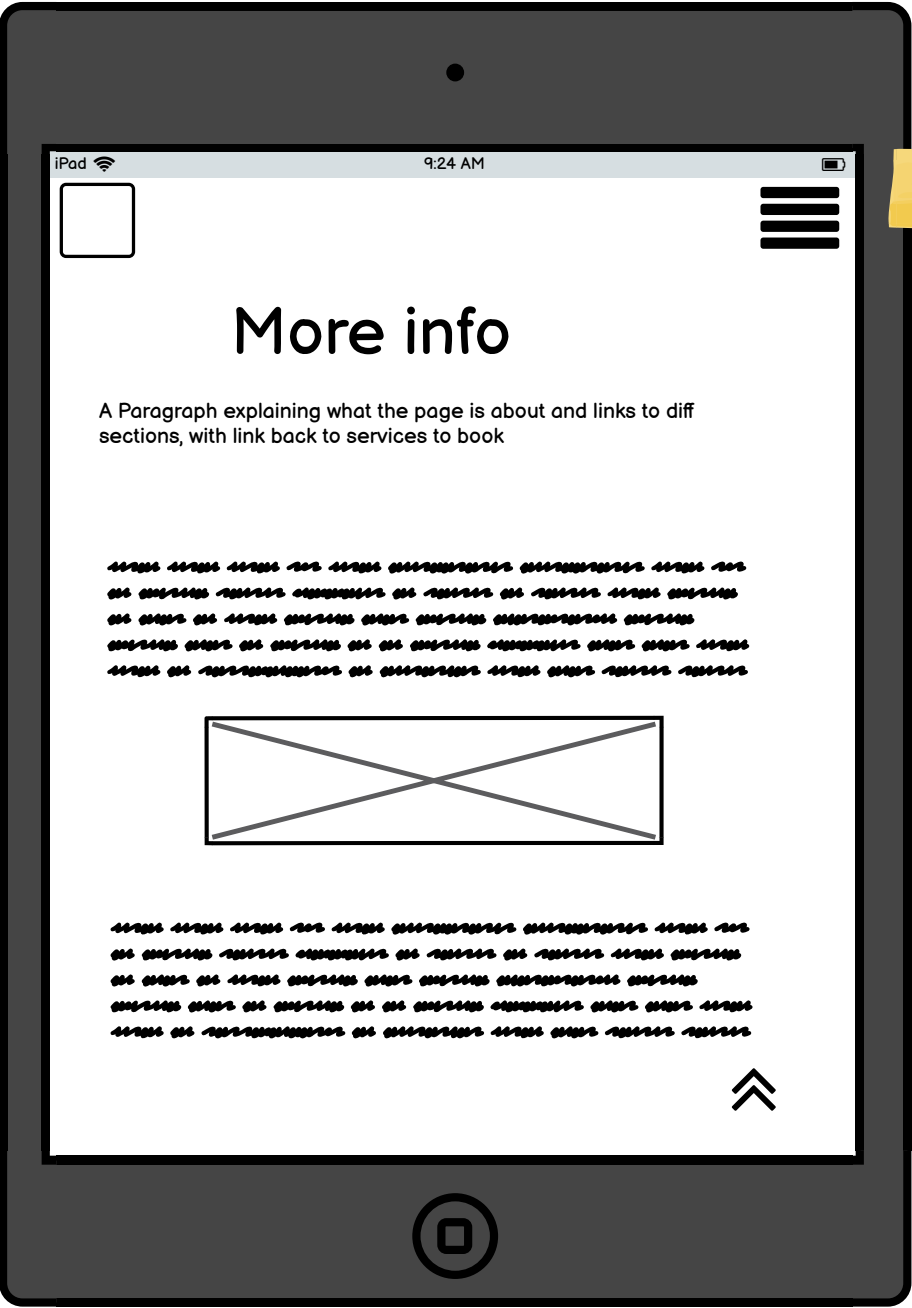 iPad
9:24 AM
More info
A Paragraph explaining what the page is about and links to diff
sections, with link back to services to book